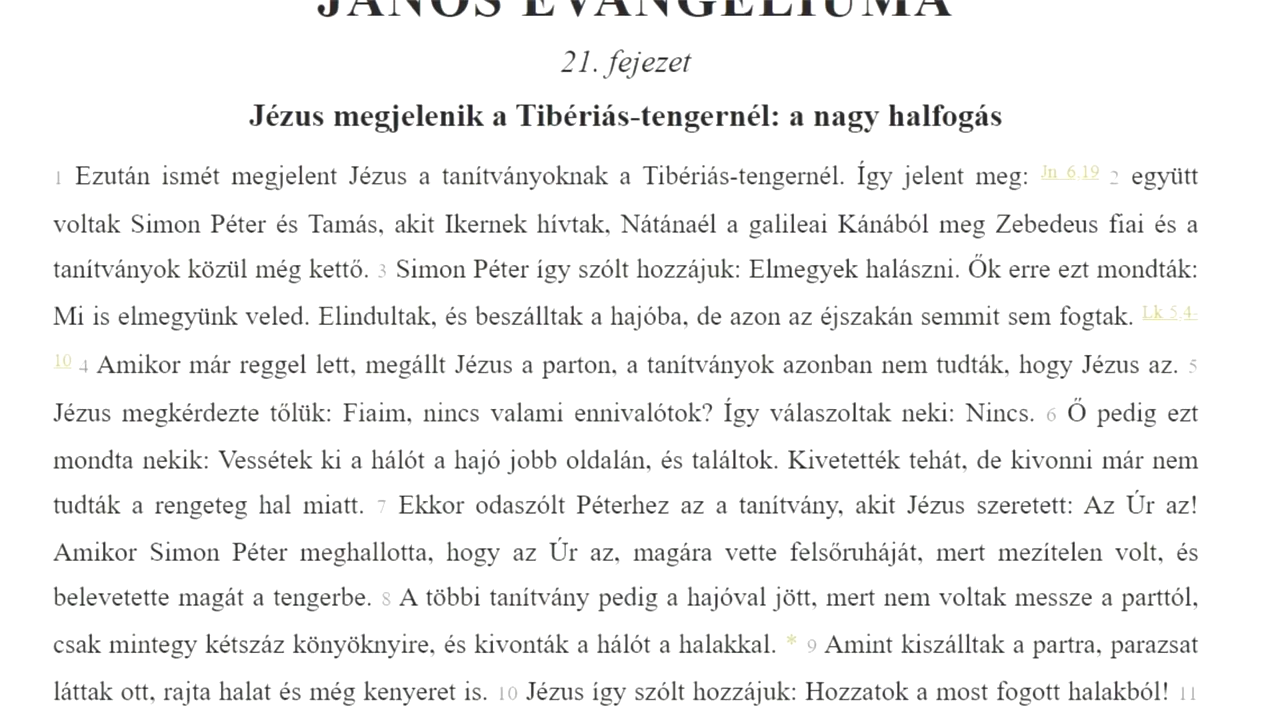 JÁNOS EVANGÉLIUMA
21. fejezet
Jézus megjelenik a Tibériás-tengernél: a nagy halfogás
1 Ezután ismét megjelent Jézus a tanítványoknak a Tibériás-tengernél. Így jelent meg: Jn 6,19 2 együtt
voltak Simon Péter és Tamás, akit Ikernek hívtak, Nátánaél a galileai Kánából meg Zebedeus fiai és a
tanítványok közül még kettő. 3 Simon Péter így szólt hozzájuk: Elmegyek halászni. Ők erre ezt mondták:
Mi is elmegyünk veled. Elindultak, és beszálltak a hajóba, de azon az éjszakán semmit sem fogtak. Lk 5,4-
10 4 Amikor már reggel lett, megállt Jézus a parton, a tanítványok azonban nem tudták, hogy Jézus az. 5
Jézus megkérdezte tőlük: Fiaim, nincs valami ennivalótok? Így válaszoltak neki: Nincs. 6 Ő pedig ezt
mondta nekik: Vessétek ki a hálót a hajó jobb oldalán, és találtok. Kivetették tehát, de kivonni már nem
tudták a rengeteg hal miatt. 7 Ekkor odaszólt Péterhez az a tanítvány, akit Jézus szeretett: Az Úr az!
Amikor Simon Péter meghallotta, hogy az Úr az, magára vette felsőruháját, mert mezítelen volt, és
belevetette magát a tengerbe. 8 A többi tanítvány pedig a hajóval jött, mert nem voltak messze a parttól,
csak mintegy kétszáz könyöknyire, és kivonták a hálót a halakkal. * 9 Amint kiszálltak a partra, parazsat
láttak ott, rajta halat és még kenyeret is. 10 Jézus így szólt hozzájuk: Hozzatok a most fogott halakból! 11